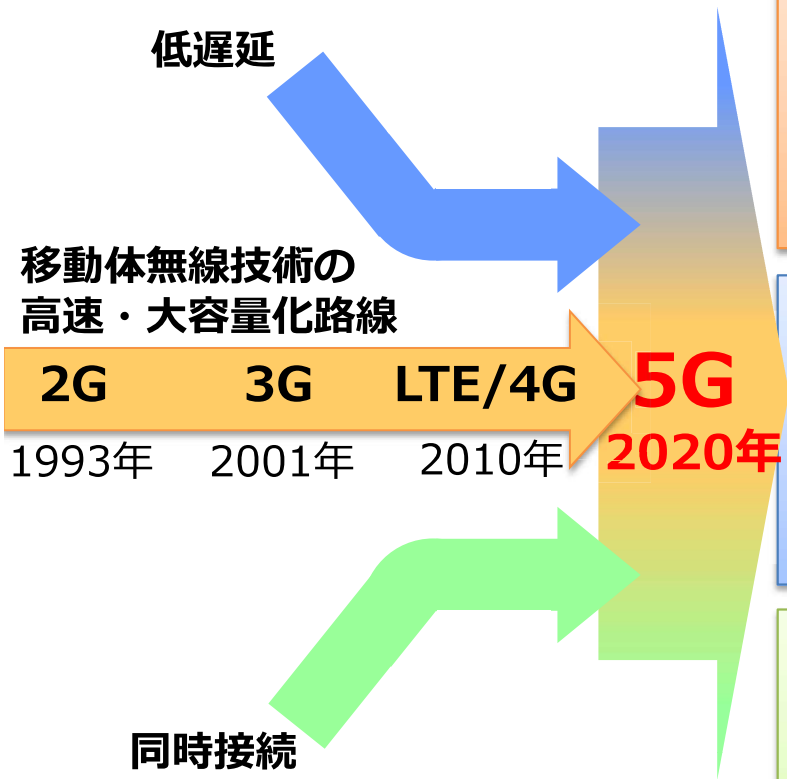 低遅延
移動体無線技術の
高速・大容量化路線
2G 3G LTE/4G 5G
1993年 2001年 2010年 2020年
同時接続